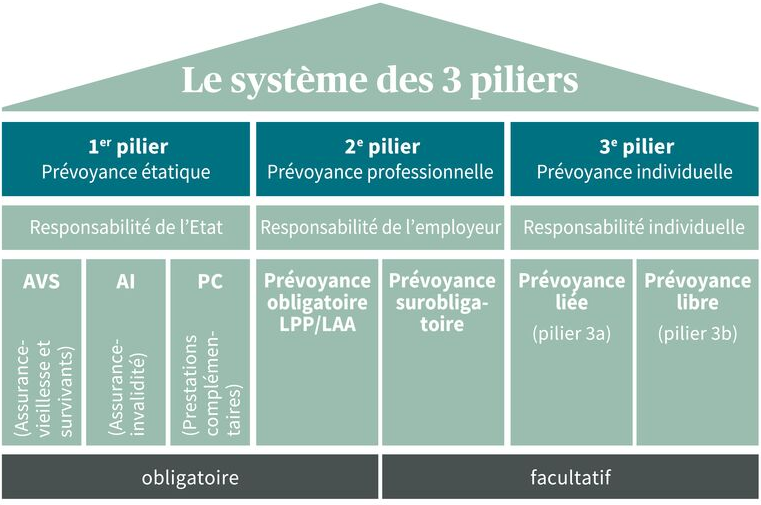 Le système des 3 piliers
1er pilier
Prévoyance étatique
2e pilier
Prévoyance professionnelle
3e pilier
Prévoyance individuelle
Responsabilité de l'Etat
Responsabilité de l'employeur
Responsabilité individuelle
AVS
(Assurance-
vieillesse et
survivants)
AI
(Assurance-
invalidité)
PC
(Prestations
complémen-
taires)
Prévoyance
obligatoire
LPP/LAA
Prévoyance
surobliga-
toire
Prévoyance
liée
(pilier 3a)
Prévoyance
libre
(pilier 3b)
obligatoire
facultatif